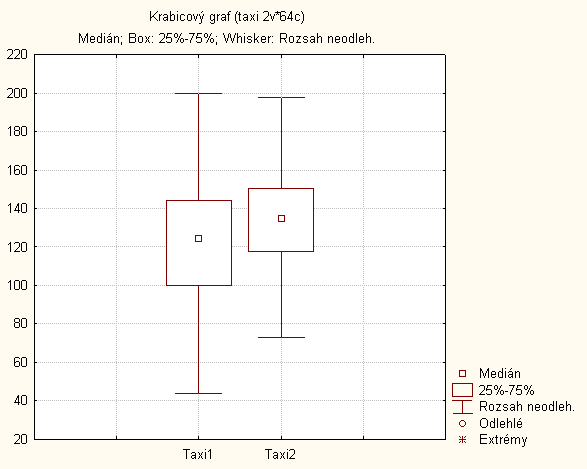 Krabicový graf (taxi 2v*64c)
Medián; Box: 25%-75%; Whisker: Rozsah neodleh.
220
200
180
160
140
120
100
80
60
40
20
Taxi1 Taxi2
Medián
25%-75%
Rozsah neodleh.
Odlehlé
Extrémy